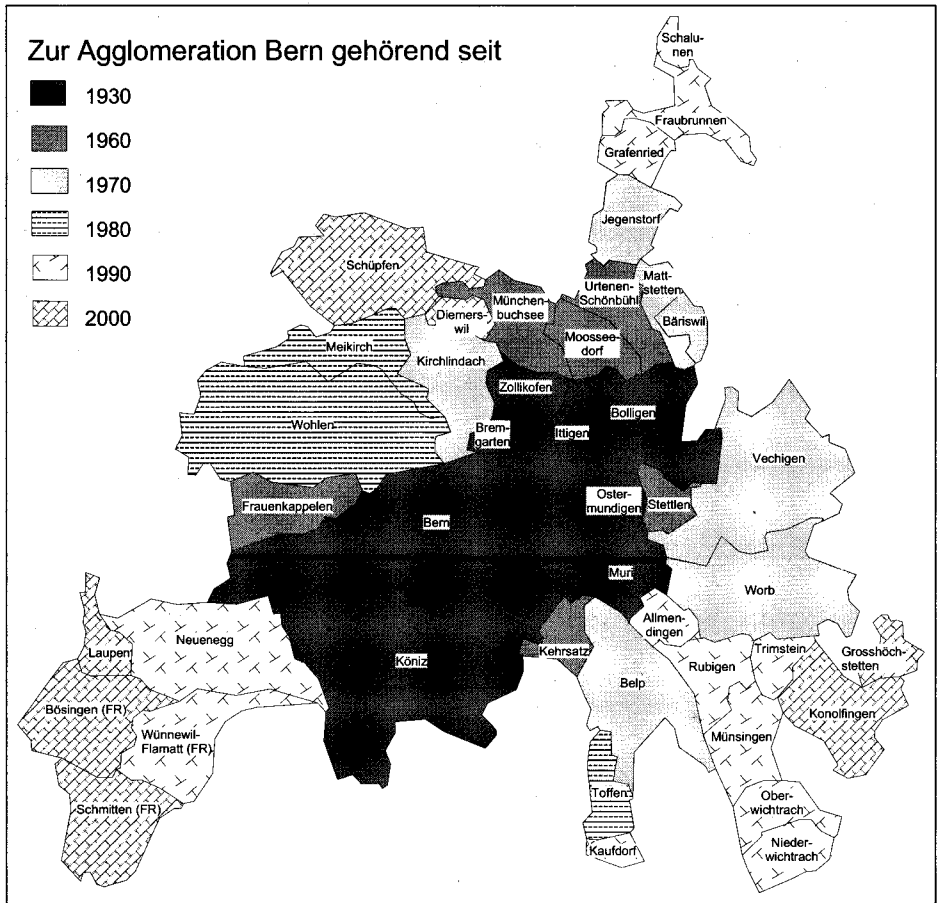 Zur Agglomeration Bern gehörend seit
1930
1960
1970
1980
1990
2000
Schalu-
nen
Fraubrunnen
Grafenried
Jegenstorf
Schüpfen
Matt-
stetten
Urtenen-
Schönbühl
München-
buchsee
Diemers-
wil
Bäriswil
Moossee-
dorf
Meikirch
Kirchlindach
Zollikofen
Bolligen
Wohlen
Brem-
garten
Ittigen
Vechigen
Frauenkappelen
Oster-
mundigen
Stettlen
Bern
Muri
Worb
Allmen-
dingen
Neuenegg
Laupen
Kehrsatz
Trimstein
Grosshöch-
stetten
Köniz
Rubigen
Belp
Bösingen (FR)
Konolfingen
Wünnewil-
Flamatt (FR)
Münsingen
Toffen
Ober-
wichtrach
Schmitten (FR)
Kaufdorf
Nieder-
wichtrach